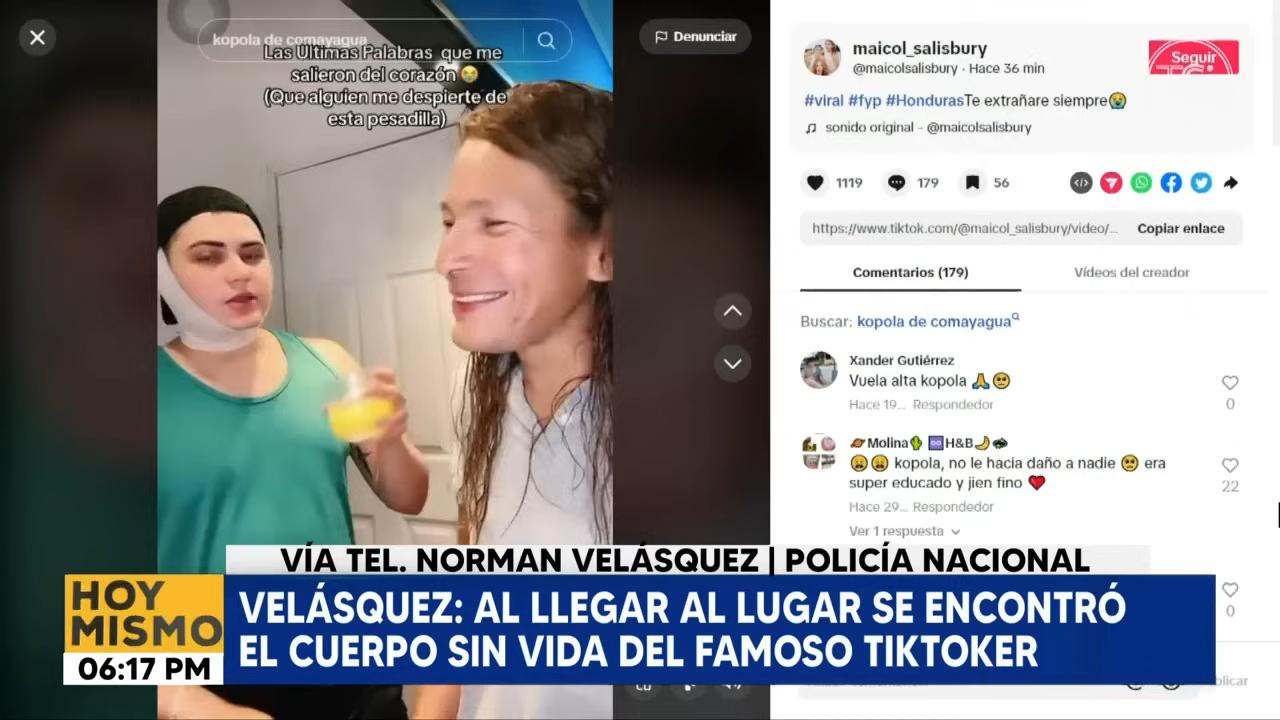 kopola de comayagua
Las Últimas Palabras que me
salieron del corazón 😭
(Que alguien me despierte de
esta pesadilla)
Denunciar
maicol_salisbury
@maicolsalisbury · Hace 36 min
Seguir
#viral #fyp #HondurasTe extrañare siempre😭
sonido original - @maicolsalisbury
1119
179
56
https://www.tiktok.com/@maicol_salisbury/video/...
Copiar enlace
Comentarios (179)
Vídeos del creador
Buscar: kopola de comayagua
Xander Gutiérrez
Vuela alta kopola 🙏🥺
Hace 19... Respondedor
0
🪐Molina🌵♾️H&B🌙
😩😩 kopola, no le hacía daño a nadie 🥺 era
super educado y jien fino ❤️
22
Hace 29... Respondedor
Ver 1 respuesta
0
VÍA TEL. NORMAN VELÁSQUEZ | POLICÍA NACIONAL
HOY
MISMO
VELÁSQUEZ: AL LLEGAR AL LUGAR SE ENCONTRÓ
EL CUERPO SIN VIDA DEL FAMOSO TIKTOKER
06:17 PM